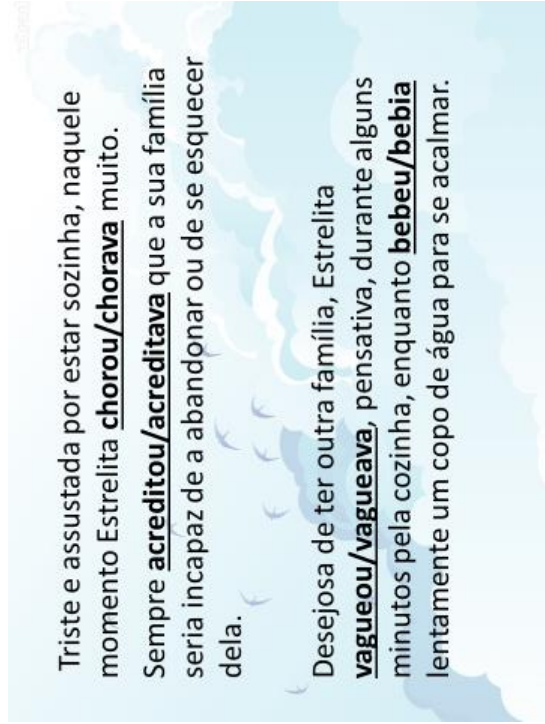 Triste e assustada por estar sozinha, naquele
momento Estrelita chorou/chorava muito.
Sempre acreditou/acreditava que a sua família
seria incapaz de a abandonar ou de se esquecer
dela.
Desejosa de ter outra família, Estrelita
vagueou/vagueava, pensativa, durante alguns
minutos pela cozinha, enquanto bebeu/bebia
lentamente um copo de água para se acalmar.